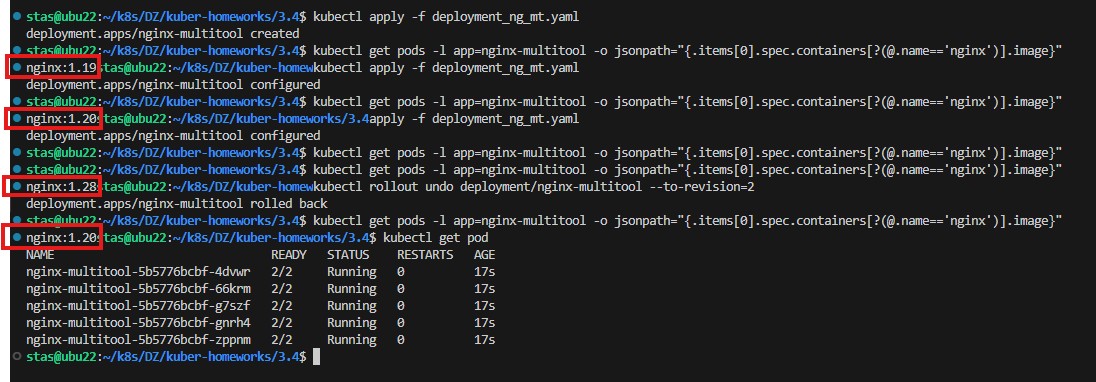 stas@ubu22:~/k8s/DZ/kuber-homeworks/3.4$ kubectl apply -f deployment_ng_mt.yaml
deployment.apps/nginx-multitool created
stas@ubu22:~/k8s/DZ/kuber-homeworks/3.4$ kubectl get pods -l app=nginx-multitool -o jsonpath="{.items[0].spec.containers[?(@.name=='nginx')].image}"
nginx:1.19stas@ubu22:~/k8s/DZ/kuber-homewkubectl apply -f deployment_ng_mt.yaml
deployment.apps/nginx-multitool configured
stas@ubu22:~/k8s/DZ/kuber-homeworks/3.4$ kubectl get pods -l app=nginx-multitool -o jsonpath="{.items[0].spec.containers[?(@.name=='nginx')].image}"
nginx:1.20stas@ubu22:~/k8s/DZ/kuber-homeworks/3.4apply -f deployment_ng_mt.yaml
deployment.apps/nginx-multitool configured
stas@ubu22:~/k8s/DZ/kuber-homeworks/3.4$ kubectl get pods -l app=nginx-multitool -o jsonpath="{.items[0].spec.containers[?(@.name=='nginx')].image}"
stas@ubu22:~/k8s/DZ/kuber-homeworks/3.4$ kubectl get pods -l app=nginx-multitool -o jsonpath="{.items[0].spec.containers[?(@.name=='nginx')].image}"
nginx:1.28stas@ubu22:~/k8s/DZ/kuber-homewkubectl rollout undo deployment/nginx-multitool --to-revision=2
deployment.apps/nginx-multitool rolled back
stas@ubu22:~/k8s/DZ/kuber-homeworks/3.4$ kubectl get pods -l app=nginx-multitool -o jsonpath="{.items[0].spec.containers[?(@.name=='nginx')].image}"
nginx:1.20stas@ubu22:~/k8s/DZ/kuber-homeworks/3.4$ kubectl get pod
NAME READY STATUS RESTARTS AGE
nginx-multitool-5b5776bcbf-4dvwr 2/2 Running 0 17s
nginx-multitool-5b5776bcbf-66krm 2/2 Running 0 17s
nginx-multitool-5b5776bcbf-g7szf 2/2 Running 0 17s
nginx-multitool-5b5776bcbf-gnrh4 2/2 Running 0 17s
nginx-multitool-5b5776bcbf-zppnm 2/2 Running 0 17s
stas@ubu22:~/k8s/DZ/kuber-homeworks/3.4$